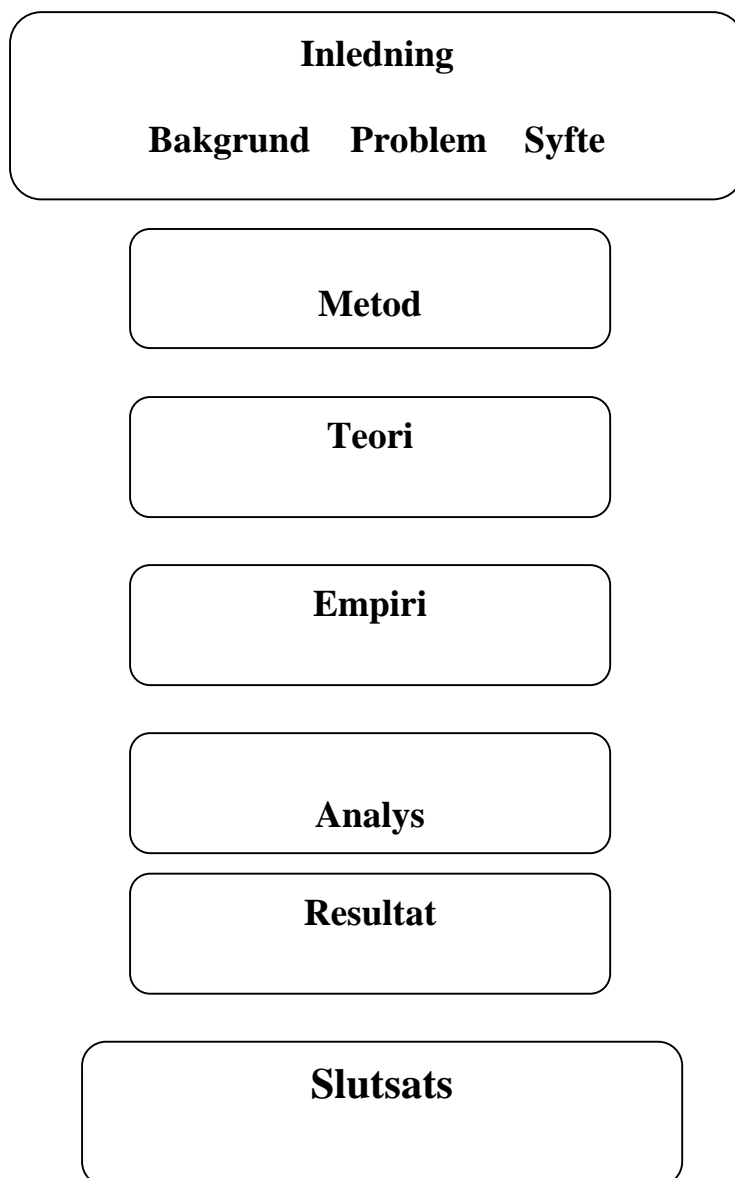 Inledning
Bakgrund Problem Syfte
Metod
Teori
Empiri
Analys
Resultat
Slutsats